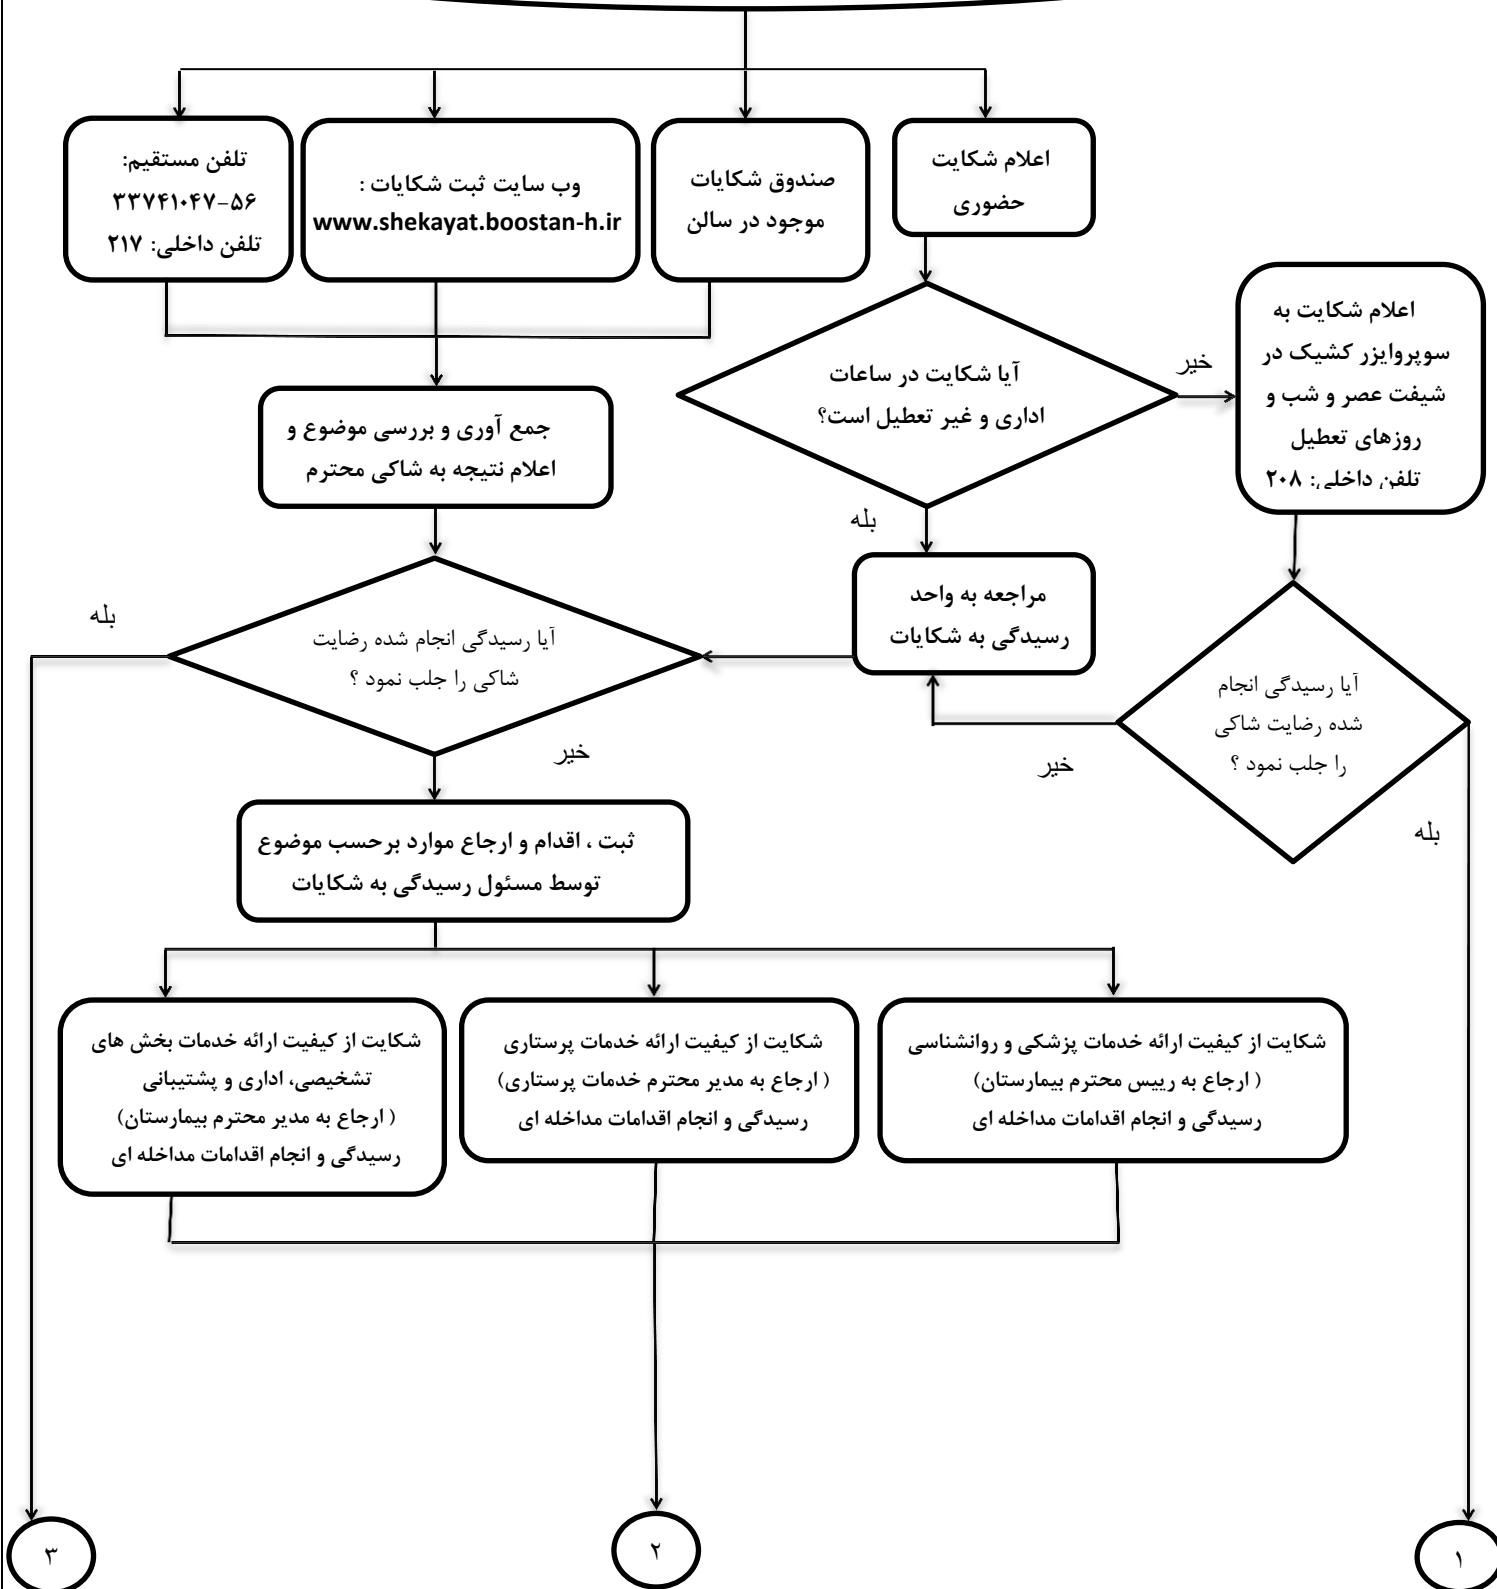 اعلام شکایت
حضوری
صندوق شکایات
موجود در سالن
وب سایت ثبت شکایات :
www.shekayat.boostan-h.ir
تلفن مستقیم:
۳۳۷۴۱۰۴۷-۵۶
تلفن داخلی: ۲۱۷
اعلام شکایت به
سوپروایزر کشیک در
شیفت عصر و شب و
روزهای تعطیل
تلفن داخلی: ۲۰۸
آیا شکایت در ساعات
اداری و غیر تعطیل است؟
خیر
بله
جمع آوری و بررسی موضوع و
اعلام نتیجه به شاکی محترم
مراجعه به واحد
رسیدگی به شکایات
آیا رسیدگی انجام شده رضایت
شاکی را جلب نمود ؟
بله
خیر
آیا رسیدگی انجام
شده رضایت شاکی
را جلب نمود ؟
خیر
بله
ثبت ، اقدام و ارجاع موارد برحسب موضوع
توسط مسئول رسیدگی به شکایات
شکایت از کیفیت ارائه خدمات پزشکی و روانشناسی
( ارجاع به رییس محترم بیمارستان)
رسیدگی و انجام اقدامات مداخله ای
شکایت از کیفیت ارائه خدمات پرستاری
( ارجاع به مدیر محترم خدمات پرستاری)
رسیدگی و انجام اقدامات مداخله ای
شکایت از کیفیت ارائه خدمات بخش های
تشخیصی، اداری و پشتیبانی
( ارجاع به مدیر محترم بیمارستان)
رسیدگی و انجام اقدامات مداخله ای
۱
۲
۳